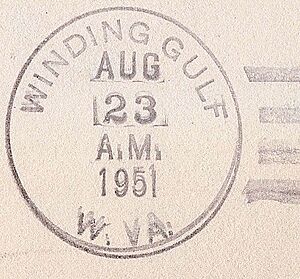 WINDING GULF
AUG
23
A.M.
1951
W. VA.